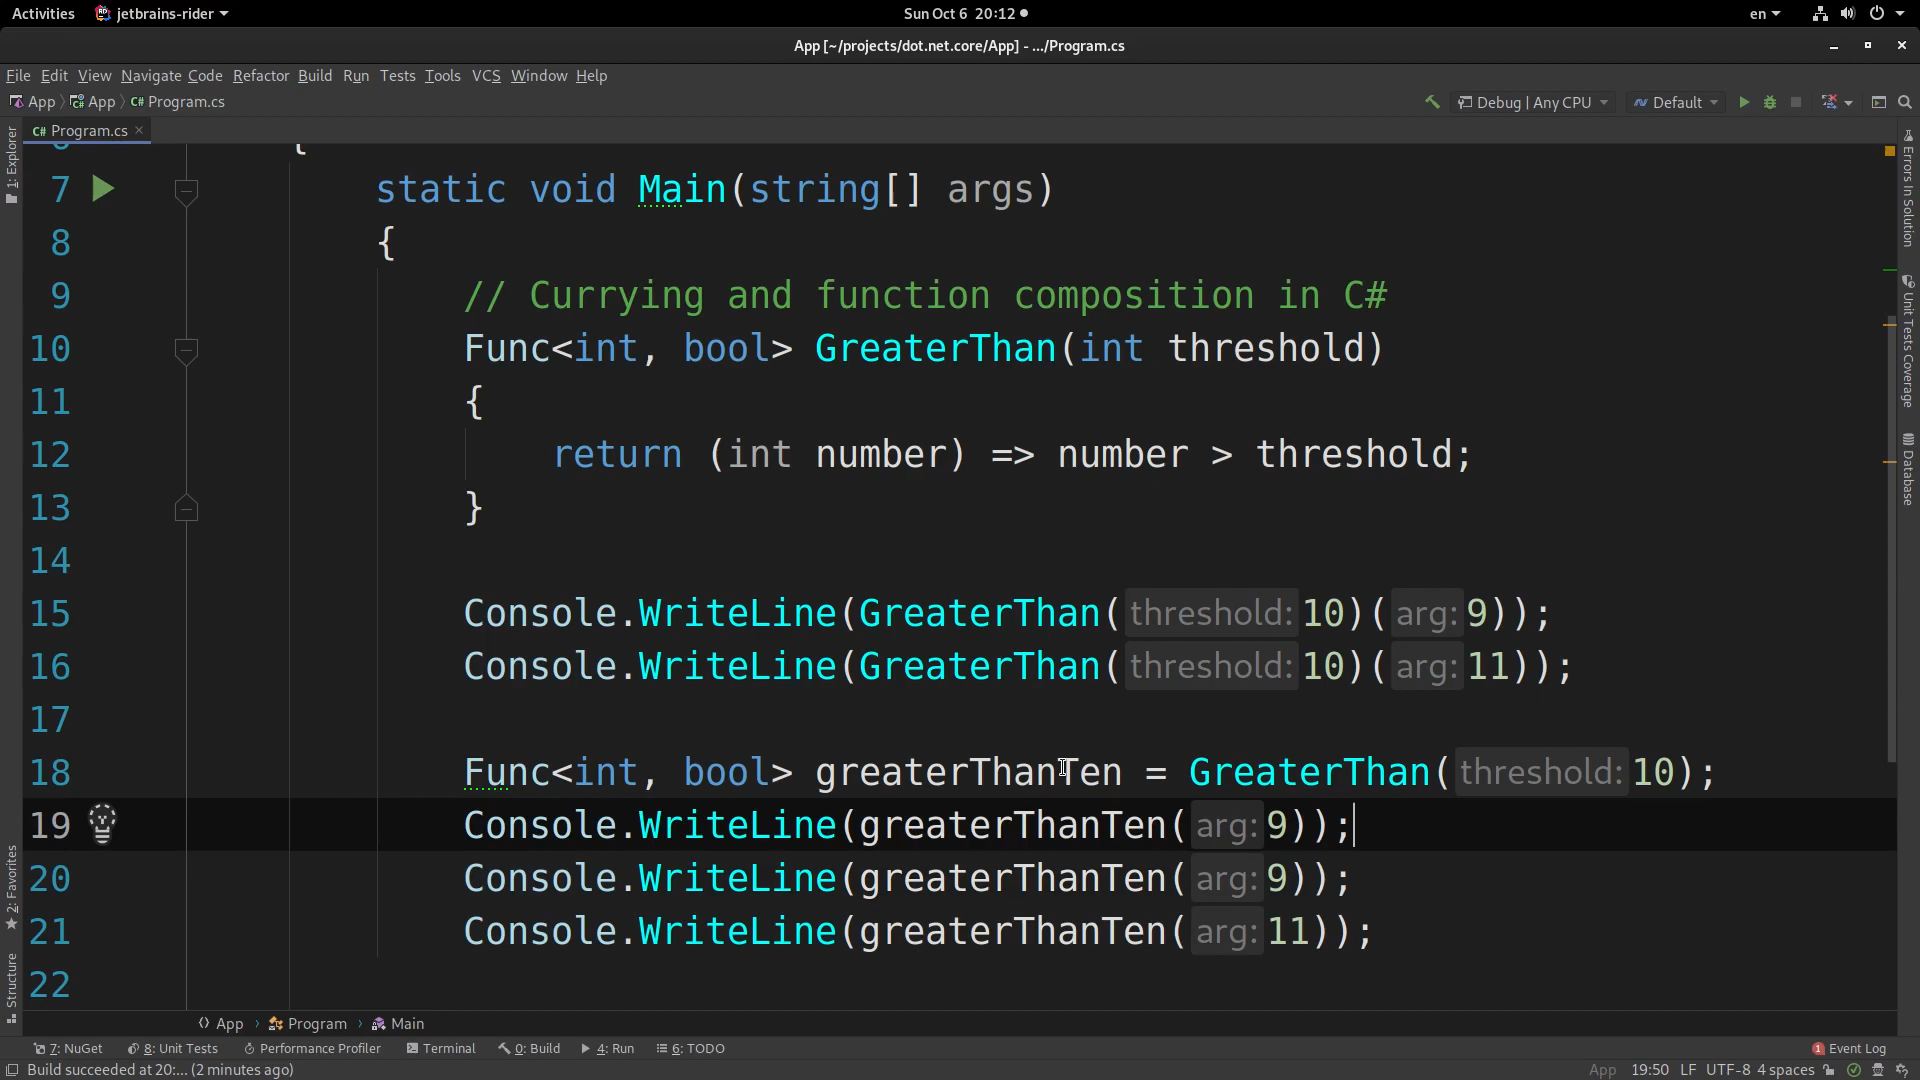 Activities jetbrains-rider Sun Oct 6 20:12 en
App [~/projects/dot.net.core/App] - .../Program.cs
File Edit View Navigate Code Refactor Build Run Tests Tools VCS Window Help
App App C# Program.cs Debug | Any CPU Default
C# Program.cs
1: Explorer
2: Favorites
Structure
{
7 static void Main(string[] args)
8 {
9 // Currying and function composition in C#
10 Func<int, bool> GreaterThan(int threshold)
11 {
12 return (int number) => number > threshold;
13 }
14
15 Console.WriteLine(GreaterThan(threshold:10)(arg:9));
16 Console.WriteLine(GreaterThan(threshold:10)(arg:11));
17
18 Func<int, bool> greaterThanTen = GreaterThan(threshold:10);
19 Console.WriteLine(greaterThanTen(arg:9));
20 Console.WriteLine(greaterThanTen(arg:9));
21 Console.WriteLine(greaterThanTen(arg:11));
22
Errors In Solution
Unit Tests Coverage
Database
App Program Main
7: NuGet 8: Unit Tests Performance Profiler Terminal 0: Build 4: Run 6: TODO 1 Event Log
Build succeeded at 20:... (2 minutes ago) App 19:50 LF UTF-8 4 spaces